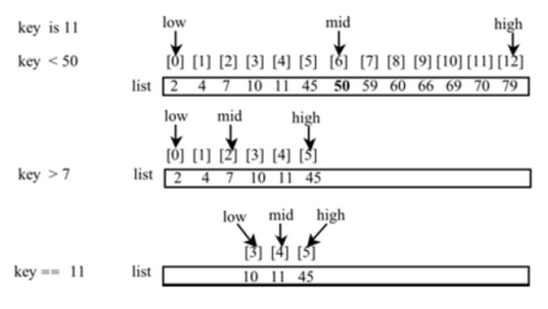 key is 11 low mid high
key < 50 [0] [1] [2] [3] [4] [5] [6] [7] [8] [9] [10] [11] [12]
list 2 4 7 10 11 45 50 59 60 66 69 70 79
low mid high
[0] [1] [2] [3] [4] [5]
key > 7 list 2 4 7 10 11 45
low mid high
[3] [4] [5]
key == 11 list 10 11 45